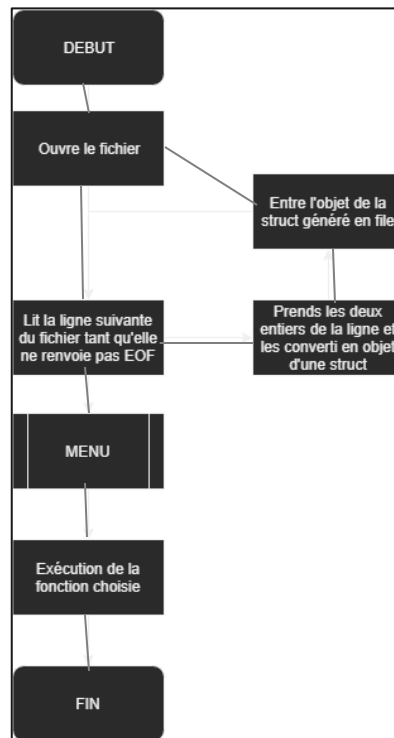 DEBUT
Ouvre le fichier
Entre l'objet de la
struct généré en file
Lit la ligne suivante
du fichier tant qu'elle
ne renvoie pas EOF
Prends les deux
entiers de la ligne et
les converti en objet
d'une struct
MENU
Exécution de la
fonction choisie
FIN